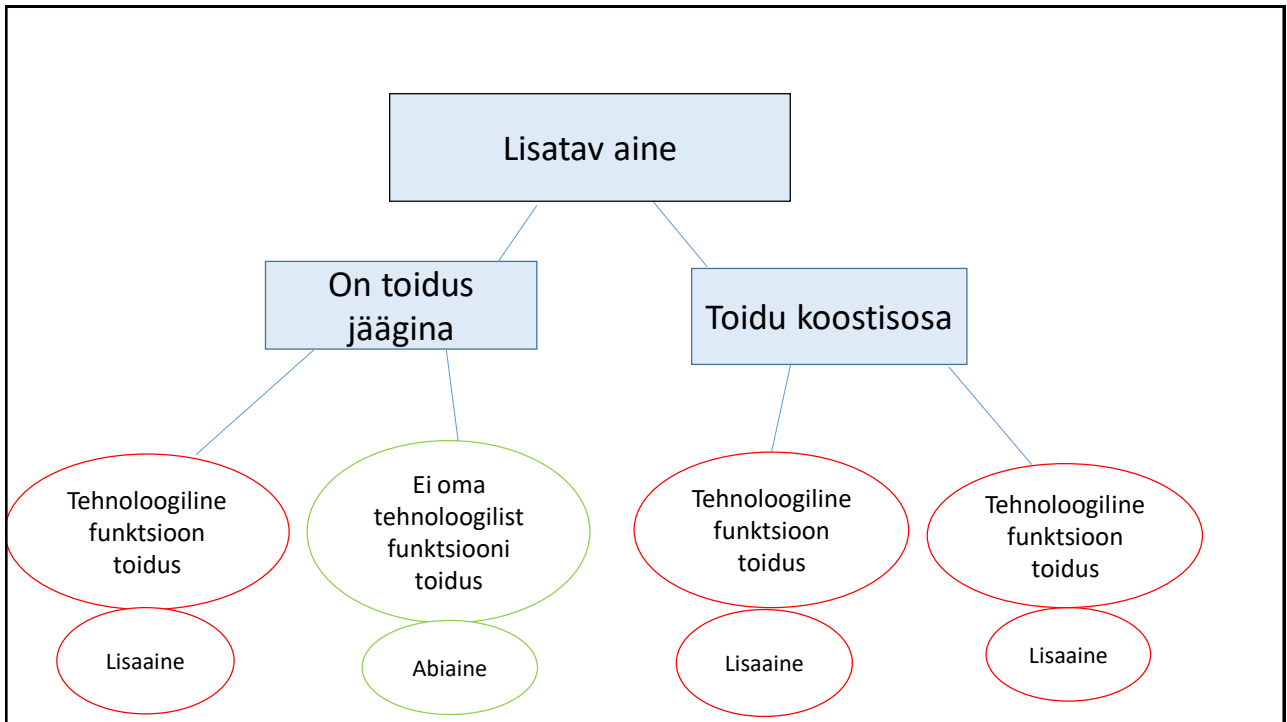 Lisatav aine
On toidus
jäägina
Toidu koostisosa
Tehnoloogiline
funktsioon
toidus
Ei oma
tehnoloogilist
funktsiooni
toidus
Tehnoloogiline
funktsioon
toidus
Tehnoloogiline
funktsioon
toidus
Lisaaine
Abiaine
Lisaaine
Lisaaine